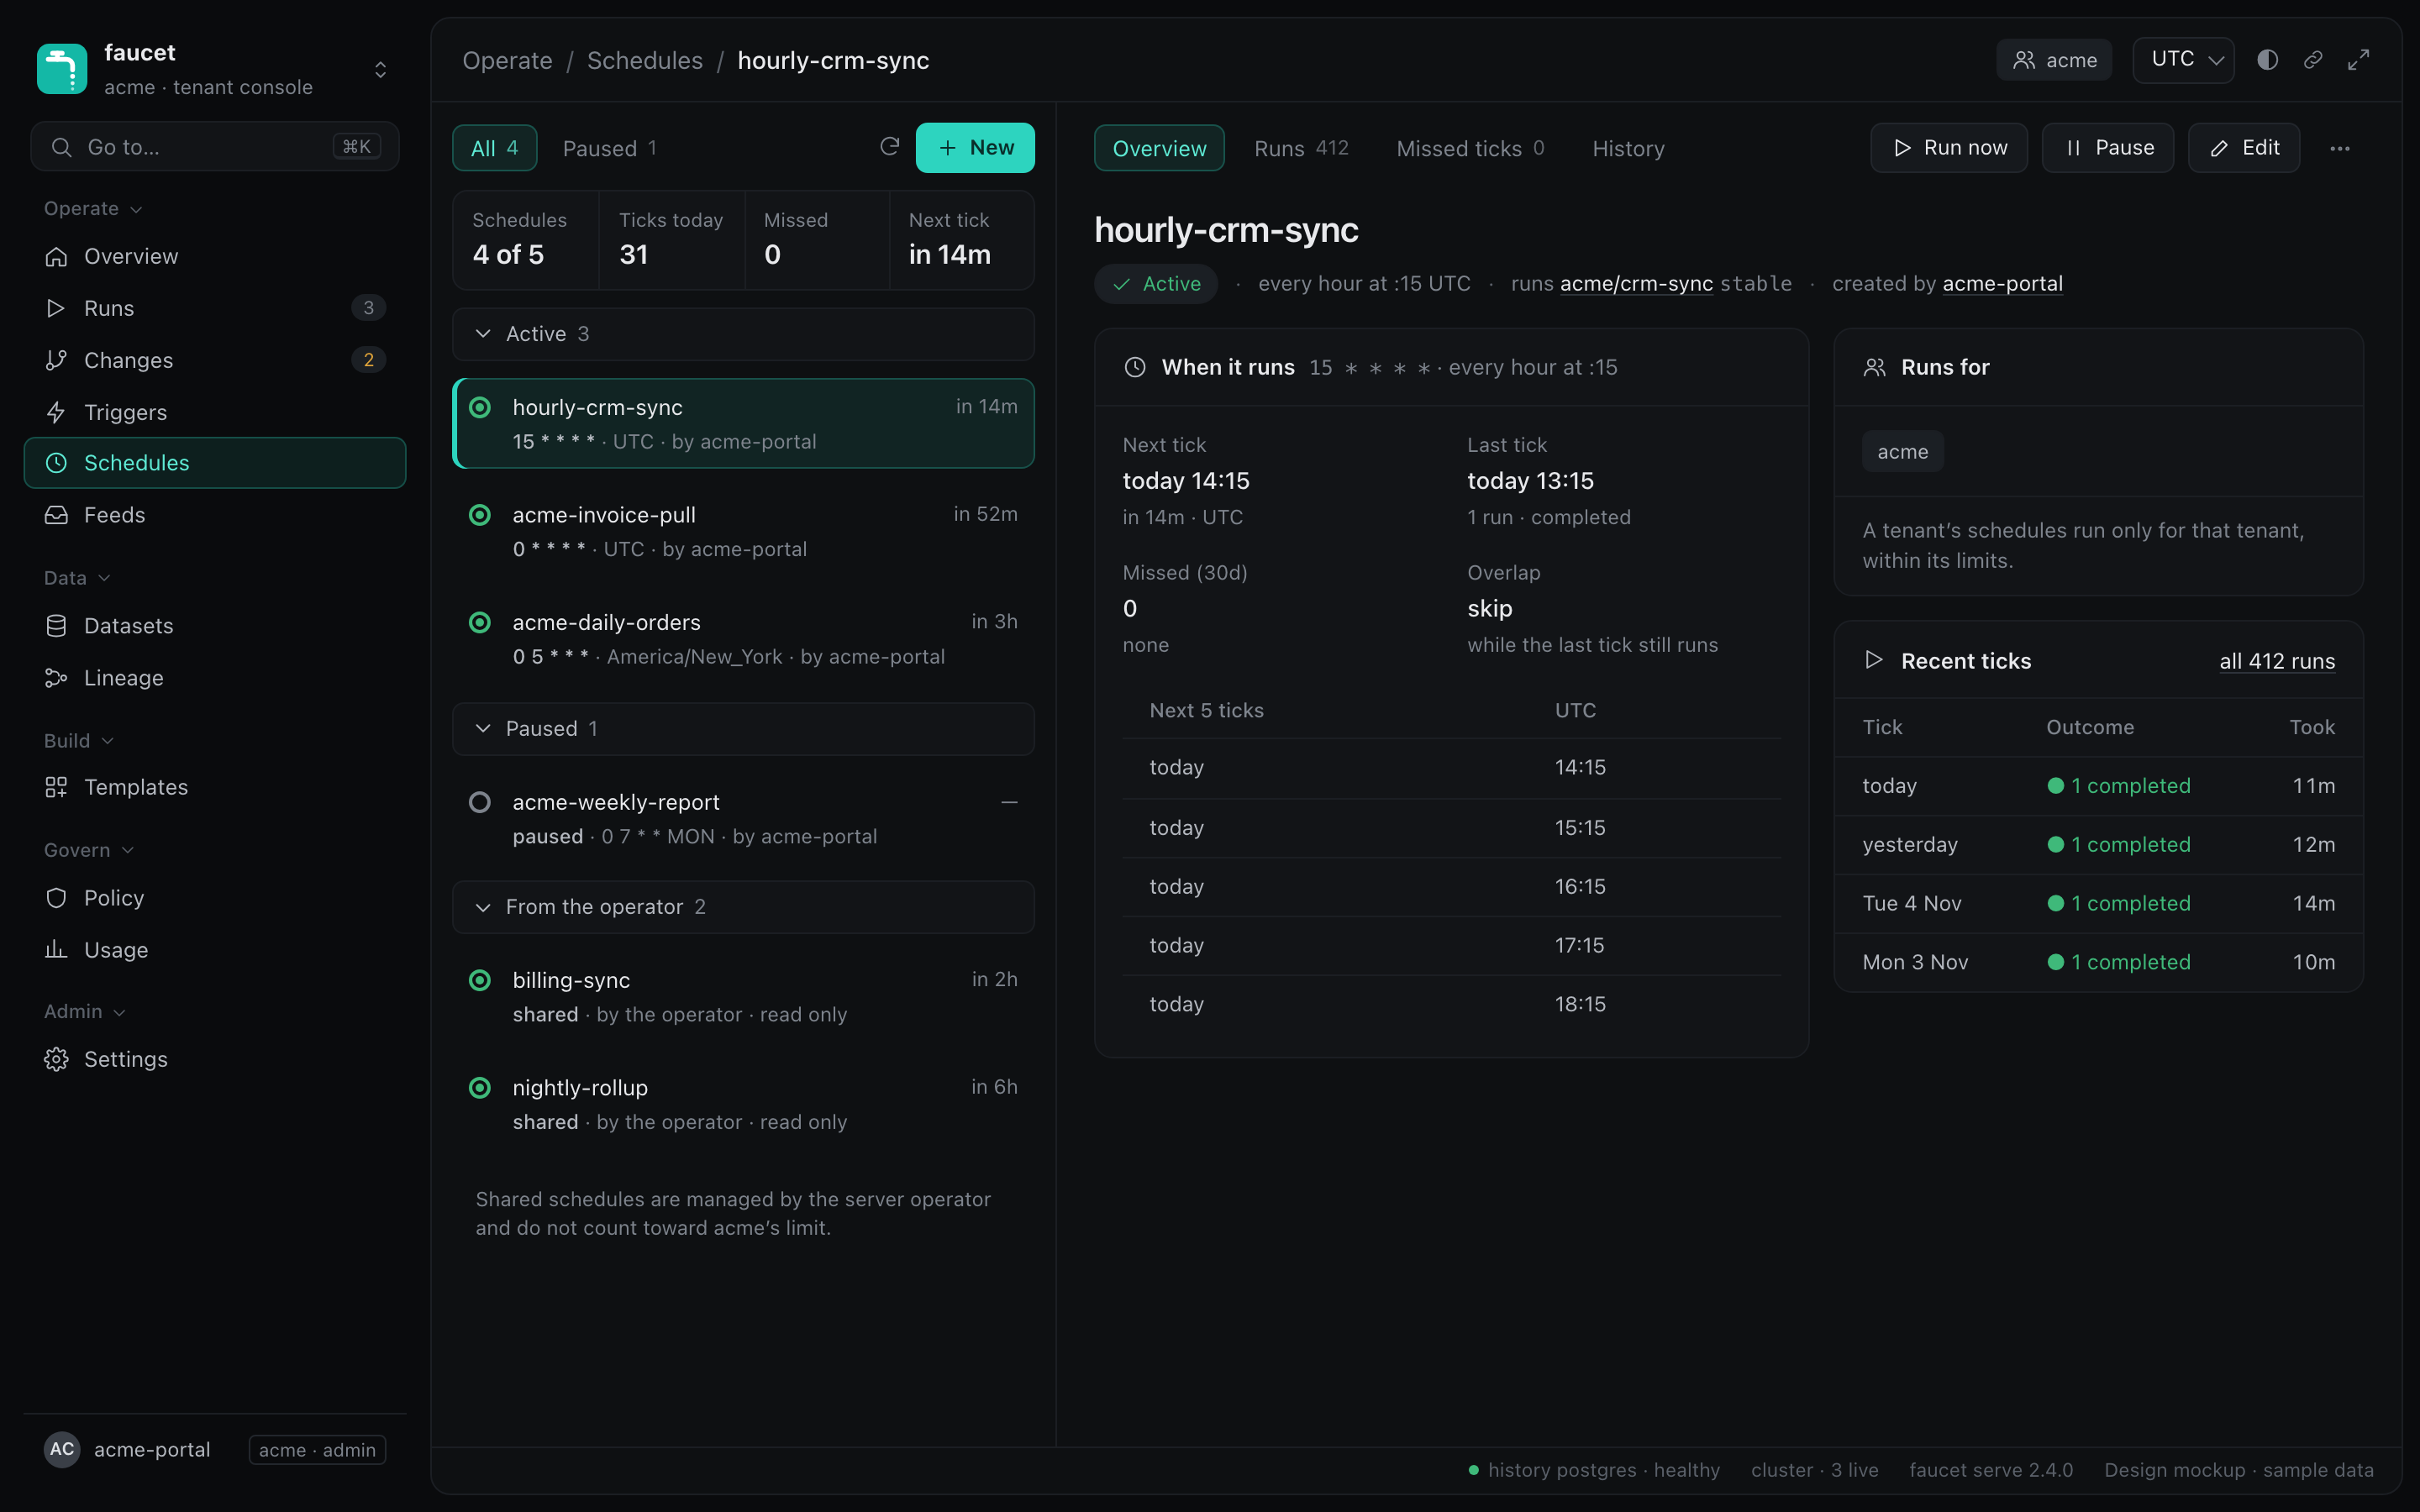 faucet
acme · tenant console
Go to...
⌘K
Operate
Overview
Runs 3
Changes 2
Triggers
Schedules
Feeds
Data
Datasets
Lineage
Build
Templates
Govern
Policy
Usage
Admin
Settings
AC acme-portal acme · admin
Operate / Schedules / hourly-crm-sync
acme UTC
All 4 Paused 1 + New
Schedules Ticks today Missed Next tick
4 of 5 31 0 in 14m
Active 3
hourly-crm-sync in 14m
15 * * * * · UTC · by acme-portal
acme-invoice-pull in 52m
0 * * * * · UTC · by acme-portal
acme-daily-orders in 3h
0 5 * * * · America/New_York · by acme-portal
Paused 1
acme-weekly-report —
paused · 0 7 * * MON · by acme-portal
From the operator 2
billing-sync in 2h
shared · by the operator · read only
nightly-rollup in 6h
shared · by the operator · read only
Shared schedules are managed by the server operator
and do not count toward acme’s limit.
Overview Runs 412 Missed ticks 0 History
Run now Pause Edit
hourly-crm-sync
Active · every hour at :15 UTC · runs acme/crm-sync stable · created by acme-portal
When it runs 15 * * * * · every hour at :15
Next tick Last tick
today 14:15 today 13:15
in 14m · UTC 1 run · completed
Missed (30d) Overlap
0 skip
none while the last tick still runs
Next 5 ticks UTC
today 14:15
today 15:15
today 16:15
today 17:15
today 18:15
Runs for
acme
A tenant’s schedules run only for that tenant,
within its limits.
Recent ticks all 412 runs
Tick Outcome Took
today 1 completed 11m
yesterday 1 completed 12m
Tue 4 Nov 1 completed 14m
Mon 3 Nov 1 completed 10m
history postgres · healthy cluster · 3 live faucet serve 2.4.0 Design mockup · sample data